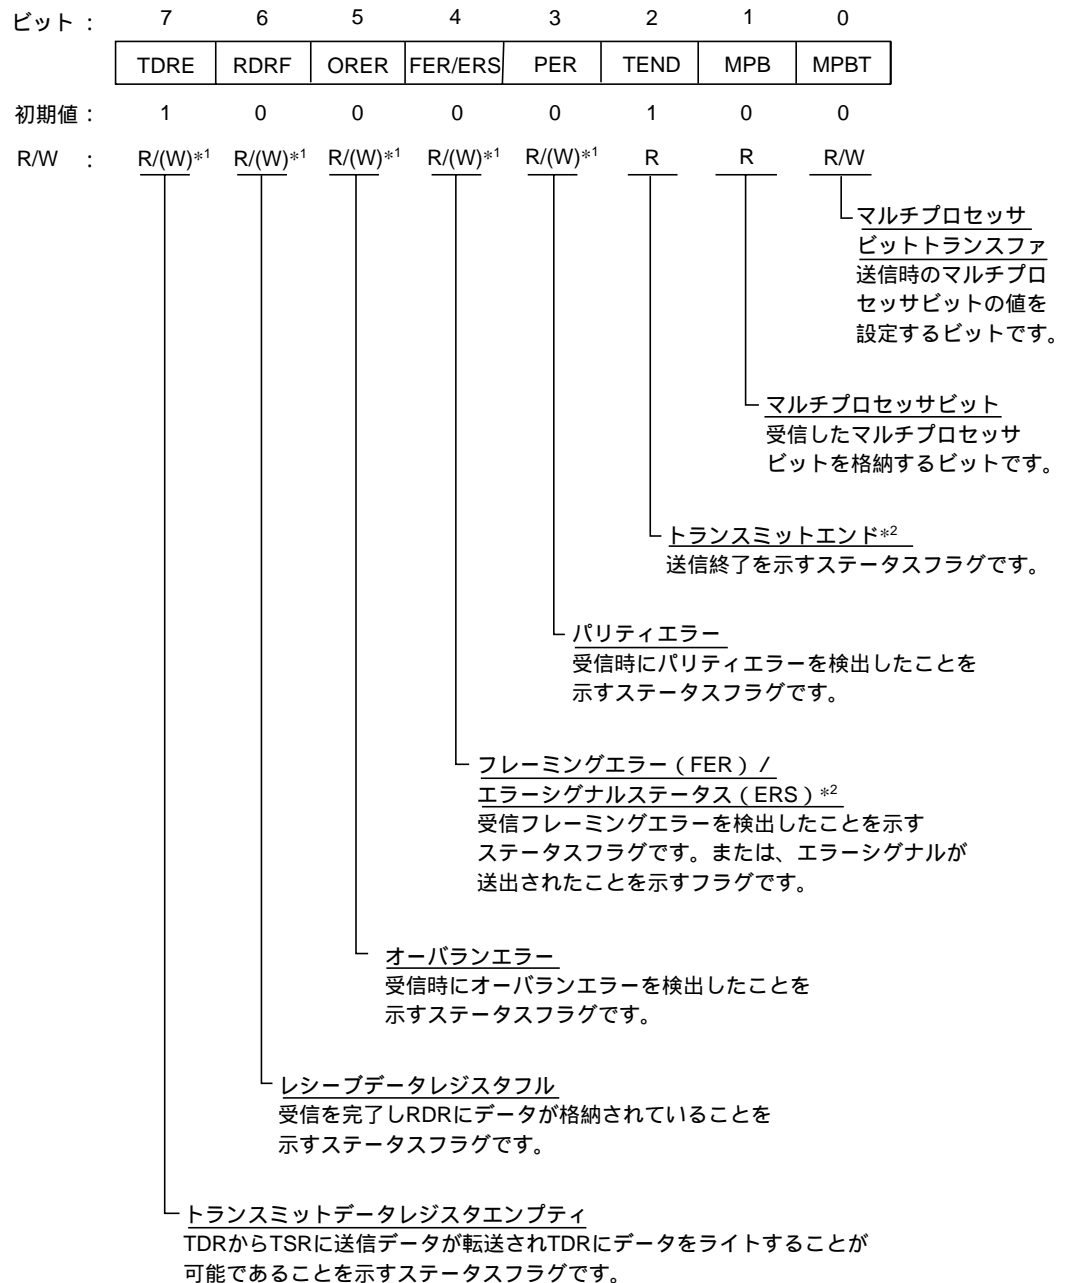 ビット： 7 6 5 4 3 2 1 0
TDRE RDRF ORER FER/ERS PER TEND MPB MPBT
初期値： 1 0 0 0 0 1 0 0
R/W ： R/(W)*1 R/(W)*1 R/(W)*1 R/(W)*1 R/(W)*1 R R R/W
マルチプロセッサ
ビットトランスファ
送信時のマルチプロ
セッサビットの値を
設定するビットです。
マルチプロセッサビット
受信したマルチプロセッサ
ビットを格納するビットです。
トランスミットエンド*2
送信終了を示すステータスフラグです。
パリティエラー
受信時にパリティエラーを検出したことを
示すステータスフラグです。
フレーミングエラー（FER）/
エラーシグナルステータス（ERS）*2
受信フレーミングエラーを検出したことを示す
ステータスフラグです。または、エラーシグナルが
送出されたことを示すフラグです。
オーバランエラー
受信時にオーバランエラーを検出したことを
示すステータスフラグです。
レシーブデータレジスタフル
受信を完了しRDRにデータが格納されていることを
示すステータスフラグです。
トランスミットデータレジスタエンプティ
TDRからTSRに送信データが転送されTDRにデータをライトすることが
可能であることを示すステータスフラグです。